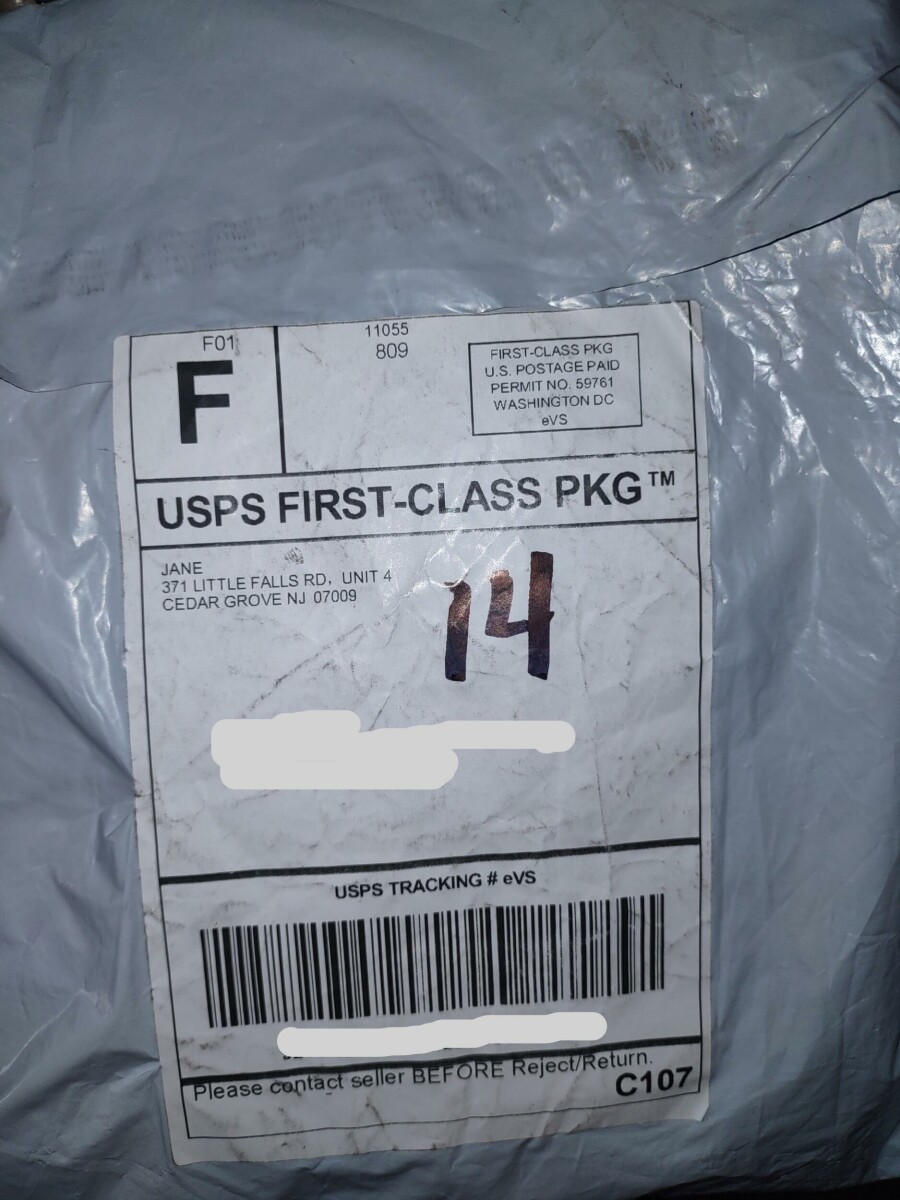 F01
F
11055
809
FIRST-CLASS PKG
U.S. POSTAGE PAID
PERMIT NO. 59761
WASHINGTON DC
eVS
USPS FIRST-CLASS PKG™
JANE
371 LITTLE FALLS RD, UNIT 4
CEDAR GROVE NJ 07009
14
USPS TRACKING # eVS
Please contact seller BEFORE Reject/Return.
C107